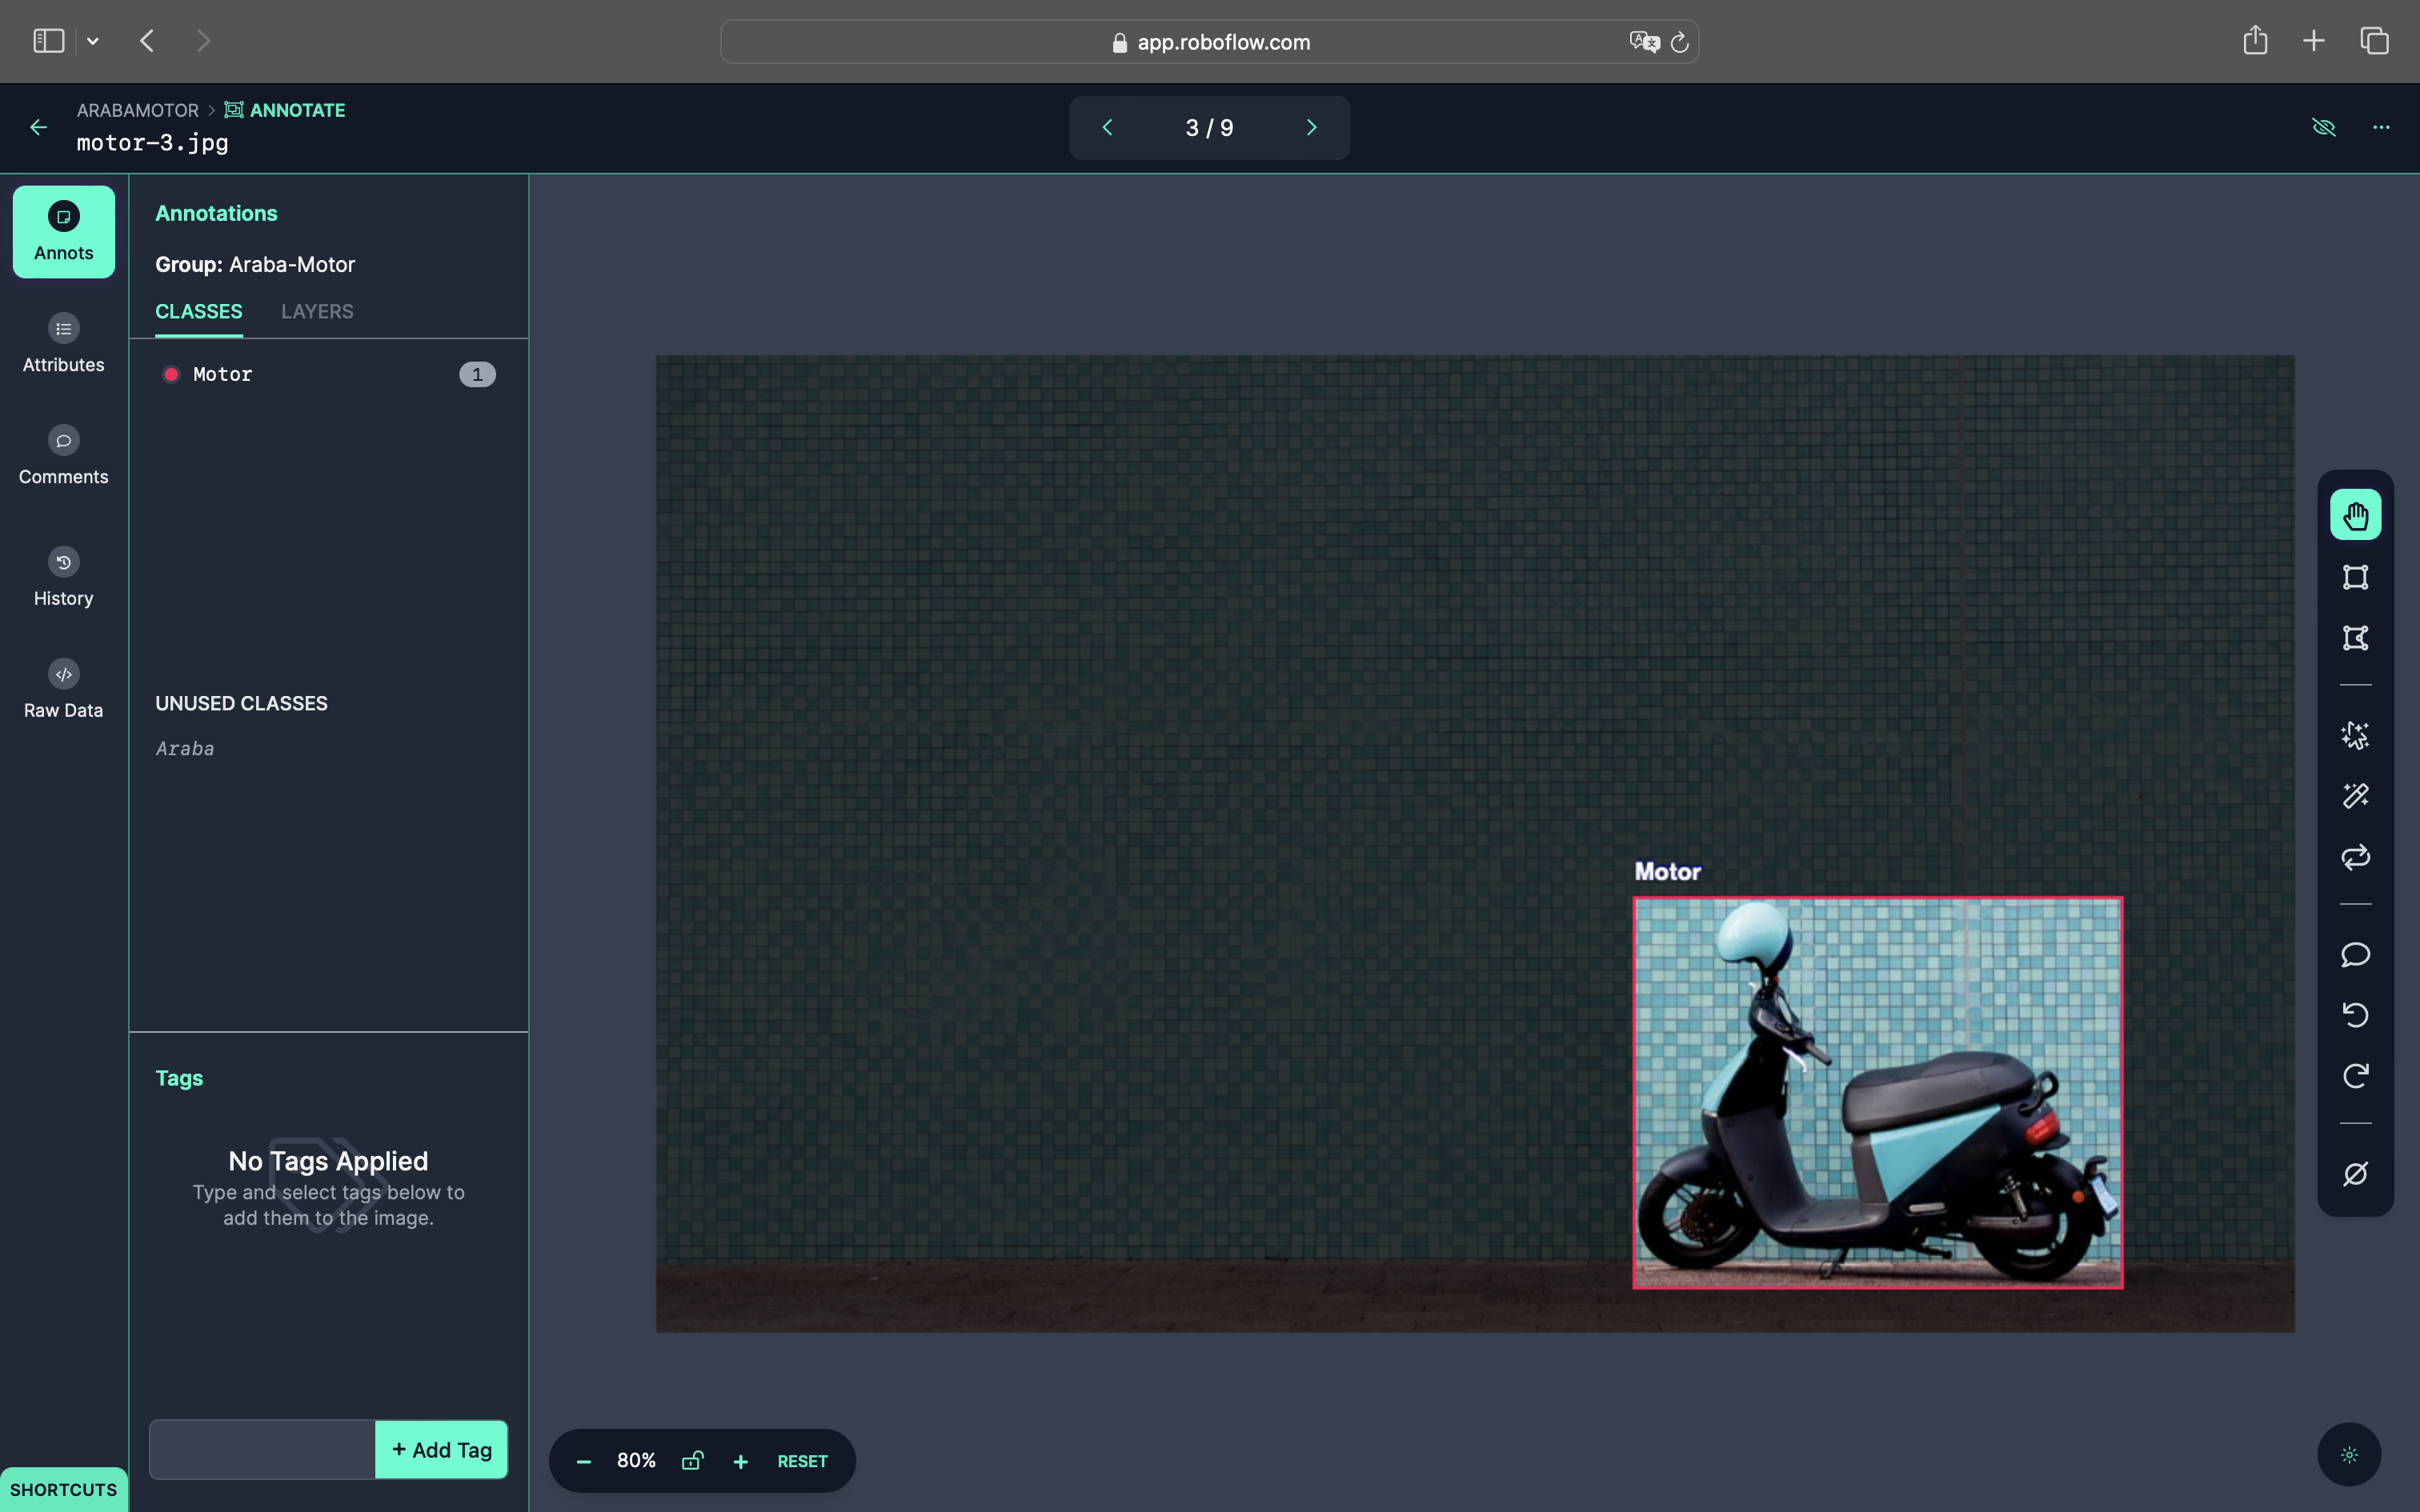 app.roboflow.com
ARABAMOTOR > ANNOTATE
motor-3.jpg
3 / 9
Annots
Attributes
Comments
History
Raw Data
SHORTCUTS
Annotations
Group: Araba-Motor
CLASSES LAYERS
Motor 1
UNUSED CLASSES
Araba
Tags
No Tags Applied
Type and select tags below to
add them to the image.
+ Add Tag
Motor
80% RESET